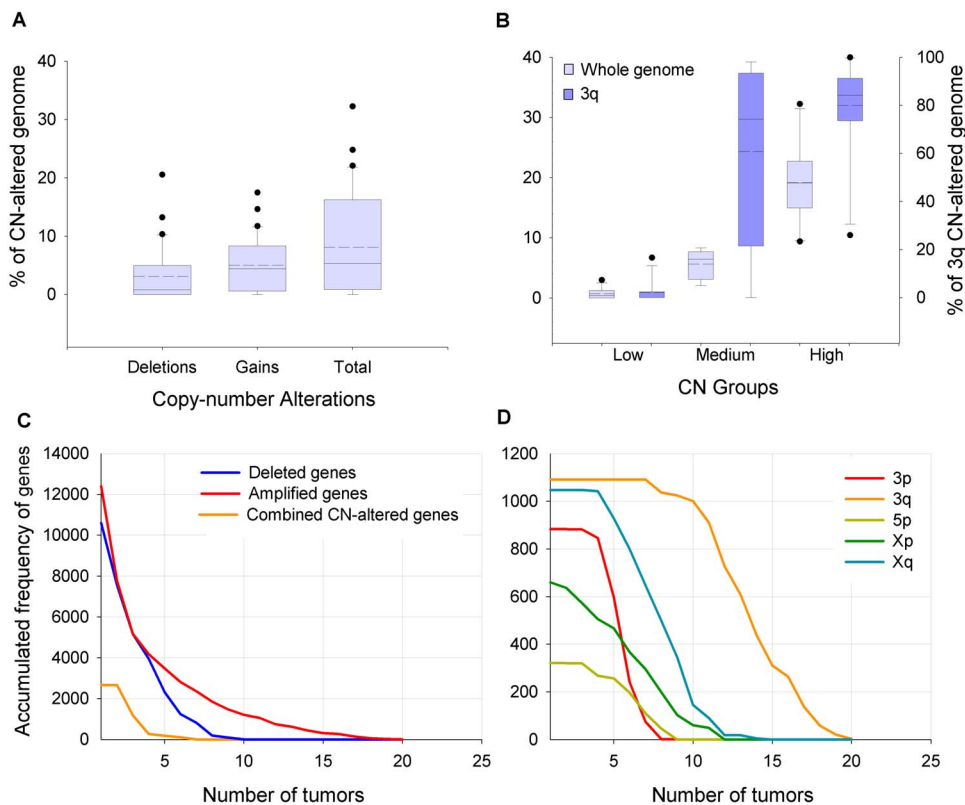 A
% of CN-altered genome
40
30
20
10
0
Deletions Gains Total
Copy-number Alterations
B
Whole genome
3q
40
30
20
10
0
100
80
60
40
20
0
% of 3q CN-altered genome
Low Medium High
CN Groups
C
Accumulated frequency of genes
14000
12000
10000
8000
6000
4000
2000
0
Deleted genes
Amplified genes
Combined CN-altered genes
5 10 15 20 25
Number of tumors
D
1200
1000
800
600
400
200
0
3p
3q
5p
Xp
Xq
5 10 15 20 25
Number of tumors